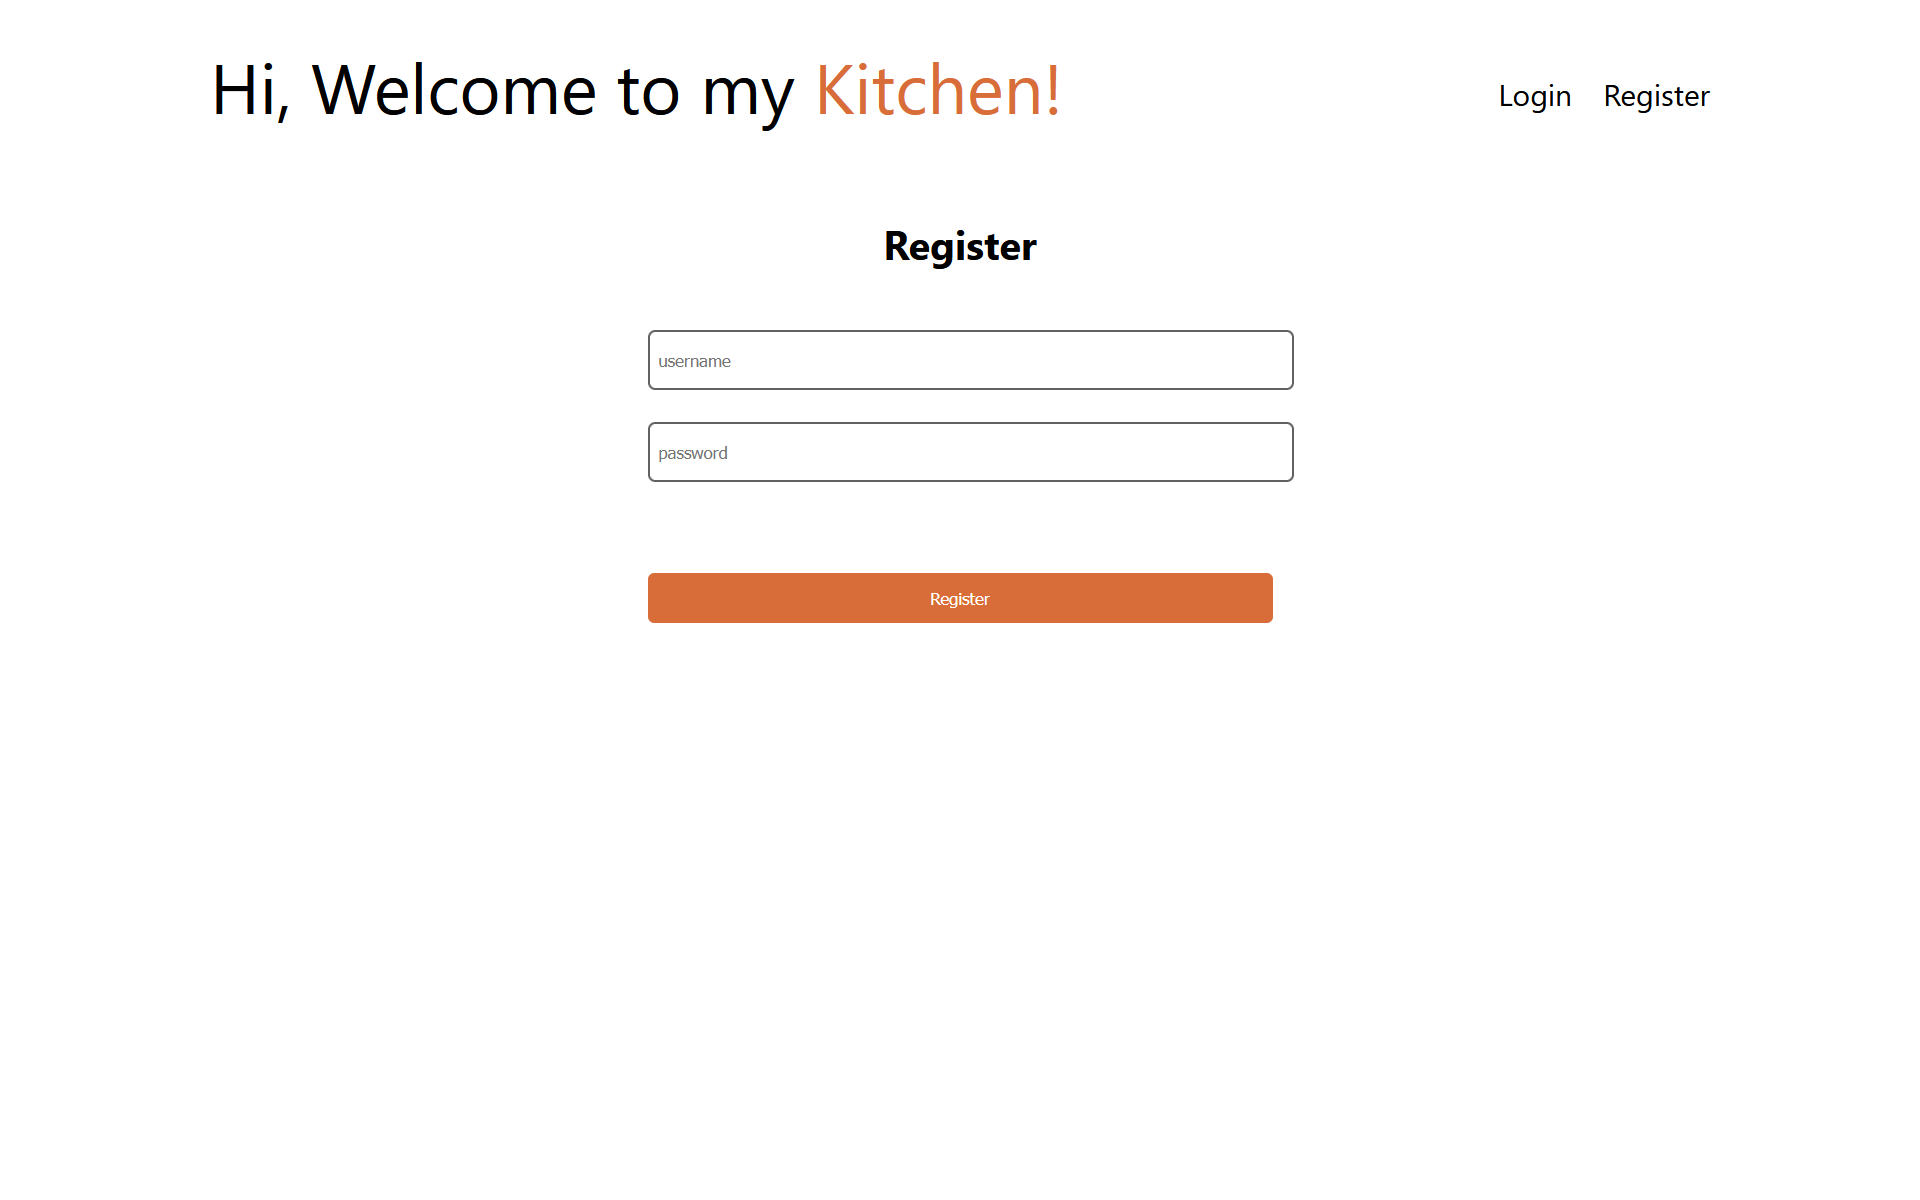 Hi, Welcome to my Kitchen!
Login Register
Register
username
password
Register